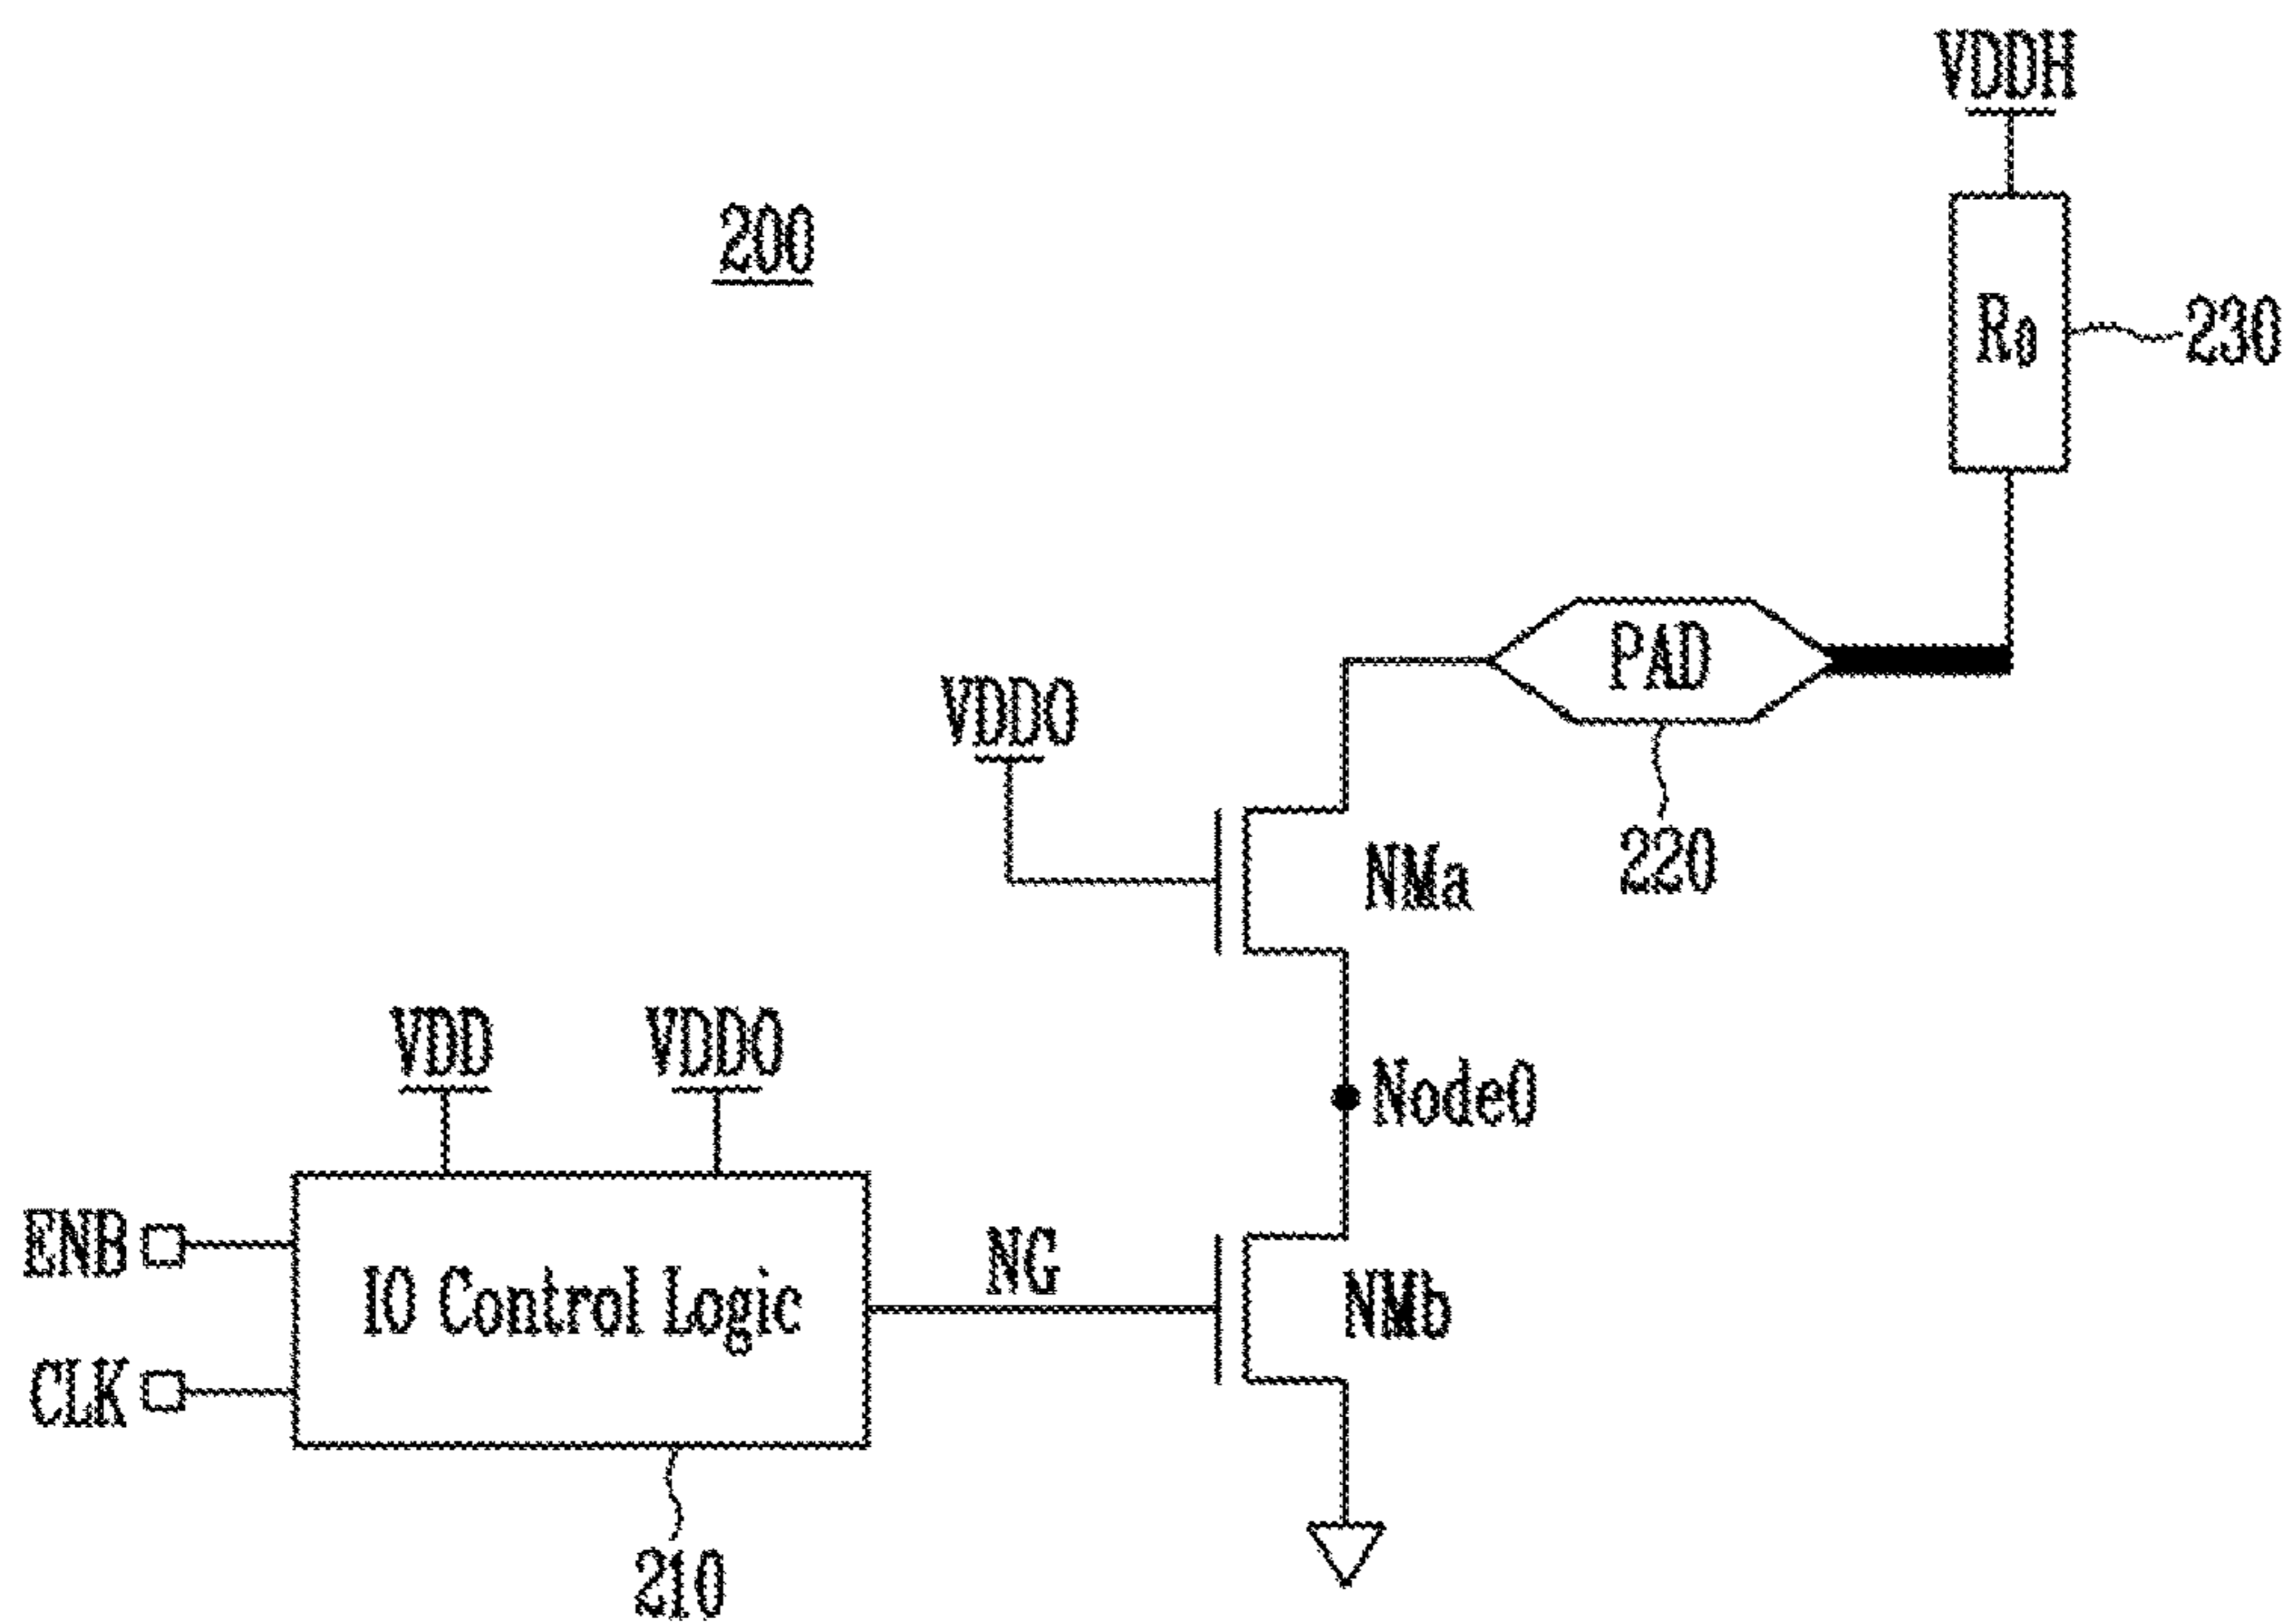 VDDH
200
R0
230
PAD
VDDO
NMa
220
VDD
VDDO
Node0
ENB
NG
IO Control Logic
NMb
CLK
210